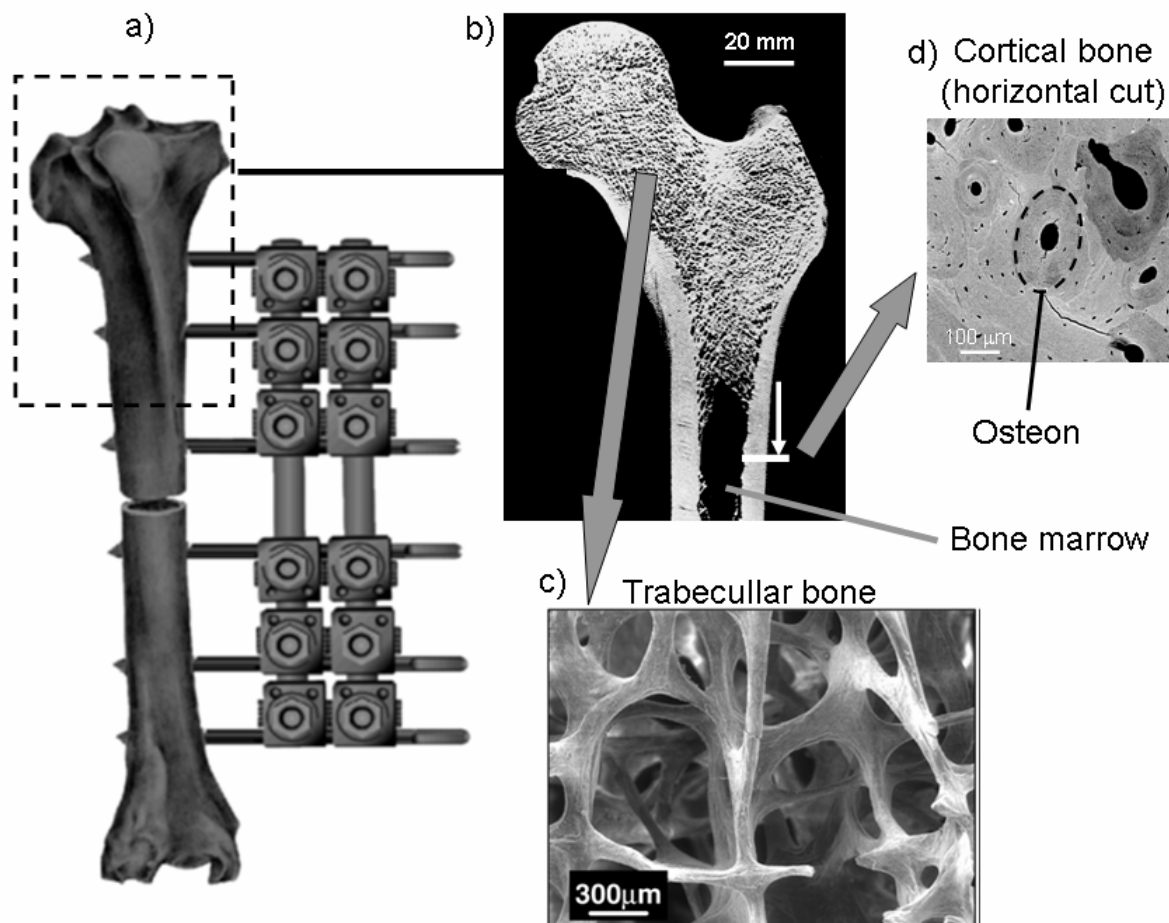 a)
b)
20 mm
d) Cortical bone
(horizontal cut)
100 µm
Osteon
Bone marrow
c)
Trabecullar bone
300µm